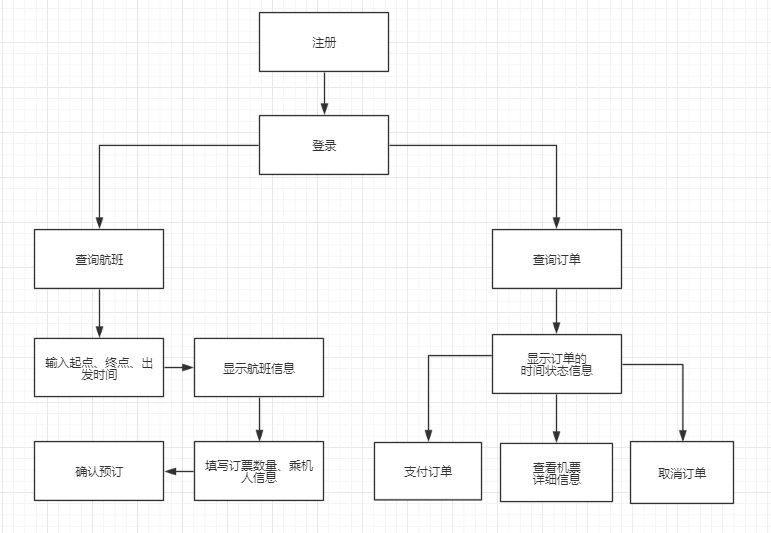 注册
登录
查询航班
查询订单
输入起点、终点、出
发时间
显示航班信息
显示订单的
时间状态信息
确认预订
填写订票数量、乘机
人信息
支付订单
查看机票
详细信息
取消订单